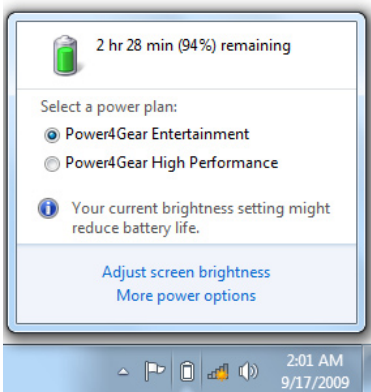 2 hr 28 min (94%) remaining
Select a power plan:
Power4Gear Entertainment
Power4Gear High Performance
Your current brightness setting might
reduce battery life.
Adjust screen brightness
More power options
2:01 AM
9/17/2009